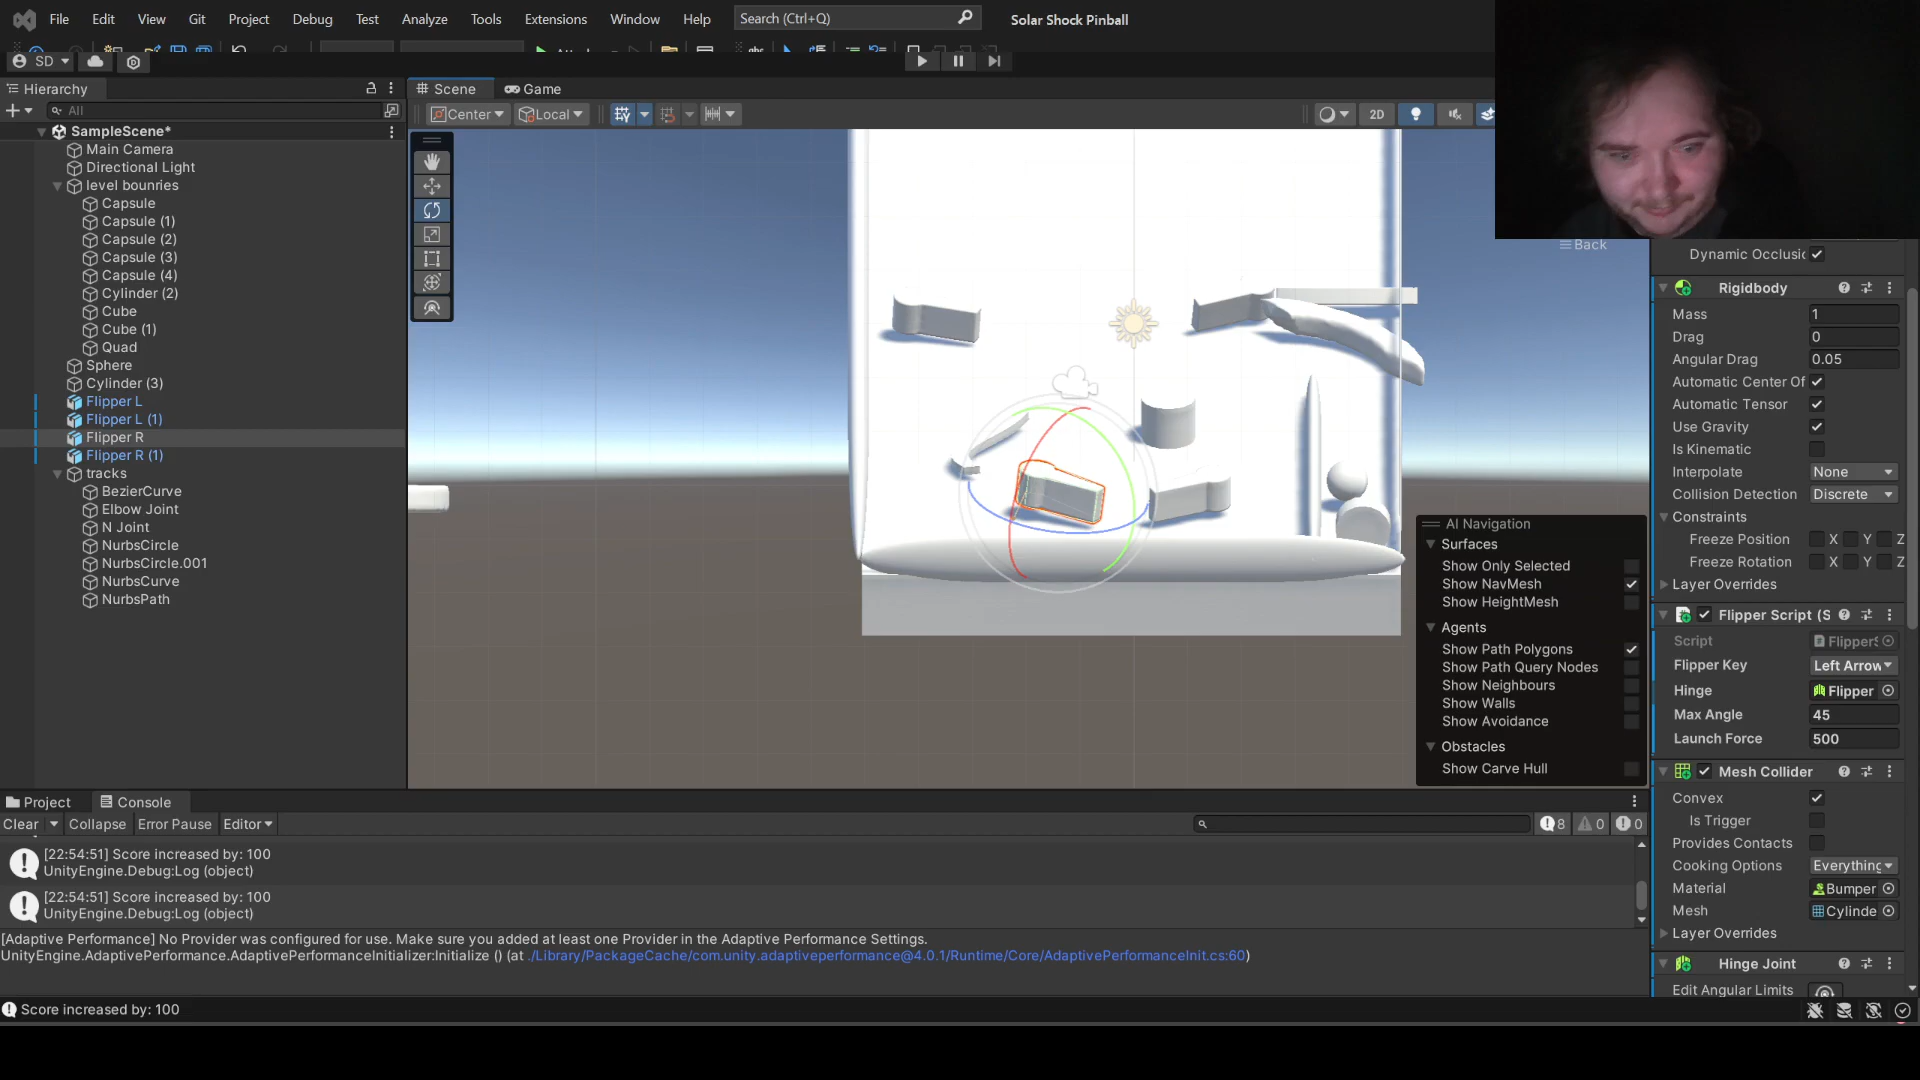 File Edit View Git Project Debug Test Analyze Tools Extensions Window Help Search (Ctrl+Q) Solar Shock Pinball
SD
Hierarchy
All
SampleScene*
Main Camera
Directional Light
level bounries
Capsule
Capsule (1)
Capsule (2)
Capsule (3)
Capsule (4)
Cylinder (2)
Cube
Cube (1)
Quad
Sphere
Cylinder (3)
Flipper L
Flipper L (1)
Flipper R
Flipper R (1)
tracks
BezierCurve
Elbow Joint
N Joint
NurbsCircle
NurbsCircle.001
NurbsCurve
NurbsPath
Scene Game
Center Local 2D
Back
AI Navigation
Surfaces
Show Only Selected
Show NavMesh
Show HeightMesh
Agents
Show Path Polygons
Show Path Query Nodes
Show Neighbours
Show Walls
Show Avoidance
Obstacles
Show Carve Hull
Dynamic Occlusic
Rigidbody
Mass 1
Drag 0
Angular Drag 0.05
Automatic Center Of
Automatic Tensor
Use Gravity
Is Kinematic
Interpolate None
Collision Detection Discrete
Constraints
Freeze Position X Y Z
Freeze Rotation X Y Z
Layer Overrides
Flipper Script (S
Script Flipper
Flipper Key Left Arrow
Hinge Flipper
Max Angle 45
Launch Force 500
Mesh Collider
Convex
Is Trigger
Provides Contacts
Cooking Options Everything
Material Bumper
Mesh Cylinde
Layer Overrides
Hinge Joint
Edit Angular Limits
Project Console
Clear Collapse Error Pause Editor 8 0 0
[22:54:51] Score increased by: 100
UnityEngine.Debug:Log (object)
[22:54:51] Score increased by: 100
UnityEngine.Debug:Log (object)
[Adaptive Performance] No Provider was configured for use. Make sure you added at least one Provider in the Adaptive Performance Settings.
UnityEngine.AdaptivePerformance.AdaptivePerformanceInitializer:Initialize () (at ./Library/PackageCache/com.unity.adaptiveperformance@4.0.1/Runtime/Core/AdaptivePerformanceInit.cs:60)
Score increased by: 100